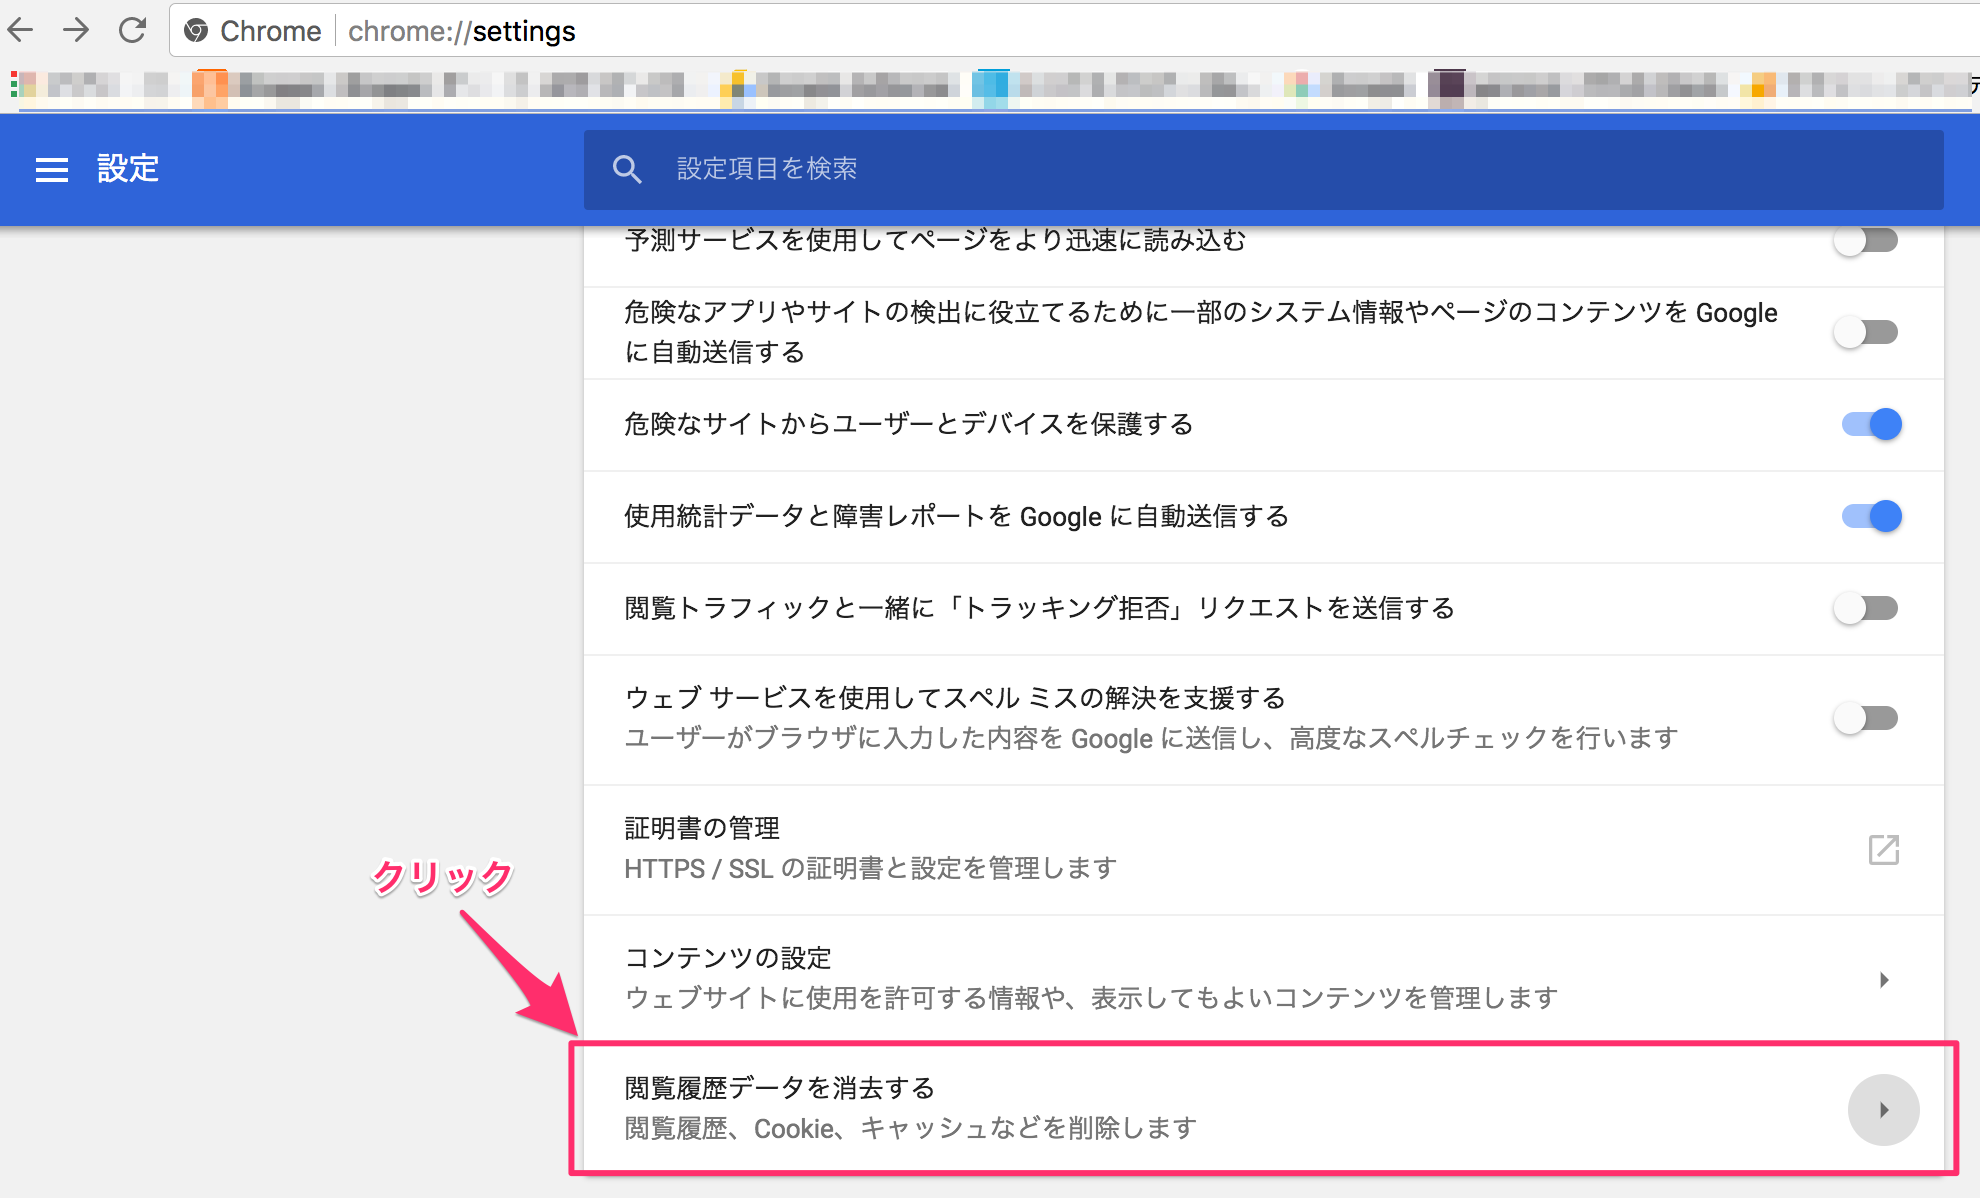 Chrome chrome://settings
設定
設定項目を検索
予測サービスを使用してページをより迅速に読み込む
危険なアプリやサイトの検出に役立てるために一部のシステム情報やページのコンテンツを Google
に自動送信する
危険なサイトからユーザーとデバイスを保護する
使用統計データと障害レポートを Google に自動送信する
閲覧トラフィックと一緒に「トラッキング拒否」リクエストを送信する
ウェブ サービスを使用してスペル ミスの解決を支援する
ユーザーがブラウザに入力した内容を Google に送信し、高度なスペルチェックを行います
証明書の管理
HTTPS / SSL の証明書と設定を管理します
クリック
コンテンツの設定
ウェブサイトに使用を許可する情報や、表示してもよいコンテンツを管理します
閲覧履歴データを消去する
閲覧履歴、Cookie、キャッシュなどを削除します